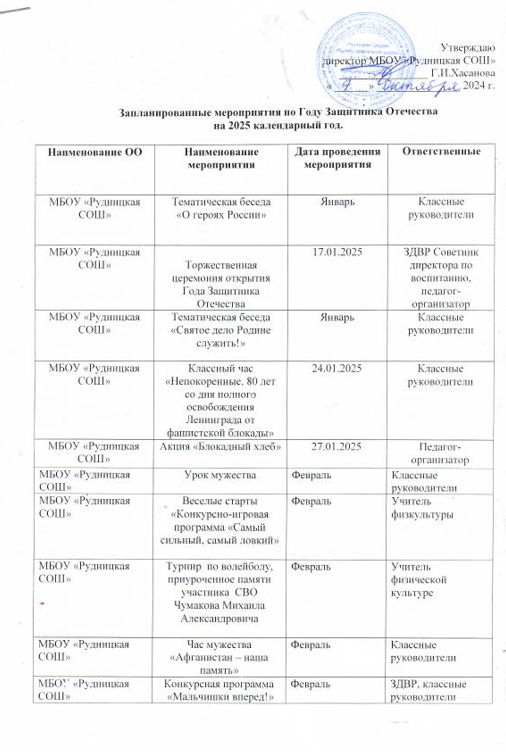 Утверждаю
директор МБОУ «Рудницкая СОШ»
Г.И.Хасанова
« 9 » Октября 2024 г.
Запланированные мероприятия по Году Защитника Отечества
на 2025 календарный год.
Наименование ОО Наименование мероприятия Дата проведения мероприятия Ответственные
МБОУ «Рудницкая СОШ» Тематическая беседа «О героях России» Январь Классные руководители
МБОУ «Рудницкая СОШ» Торжественная церемония открытия Года Защитника Отечества 17.01.2025 ЗДВР Советник директора по воспитанию, педагог-организатор
МБОУ «Рудницкая СОШ» Тематическая беседа «Святое дело Родине служить!» Январь Классные руководители
МБОУ «Рудницкая СОШ» Классный час «Непокоренные. 80 лет со дня полного освобождения Ленинграда от фашистской блокады» 24.01.2025 Классные руководители
МБОУ «Рудницкая СОШ» Акция «Блокадный хлеб» 27.01.2025 Педагог-организатор
МБОУ «Рудницкая СОШ» Урок мужества Февраль Классные руководители
МБОУ «Рудницкая СОШ» Веселые старты «Конкурсно-игровая программа «Самый сильный, самый ловкий» Февраль Учитель физкультуры
МБОУ «Рудницкая СОШ» Турнир по волейболу, приуроченное памяти участника СВО Чумакова Михаила Александровича Февраль Учитель физической культуре
МБОУ «Рудницкая СОШ» Час мужества «Афганистан – наша память» Февраль Классные руководители
МБОУ «Рудницкая СОШ» Конкурсная программа «Мальчишки вперед!» Февраль ЗДВР, классные руководители